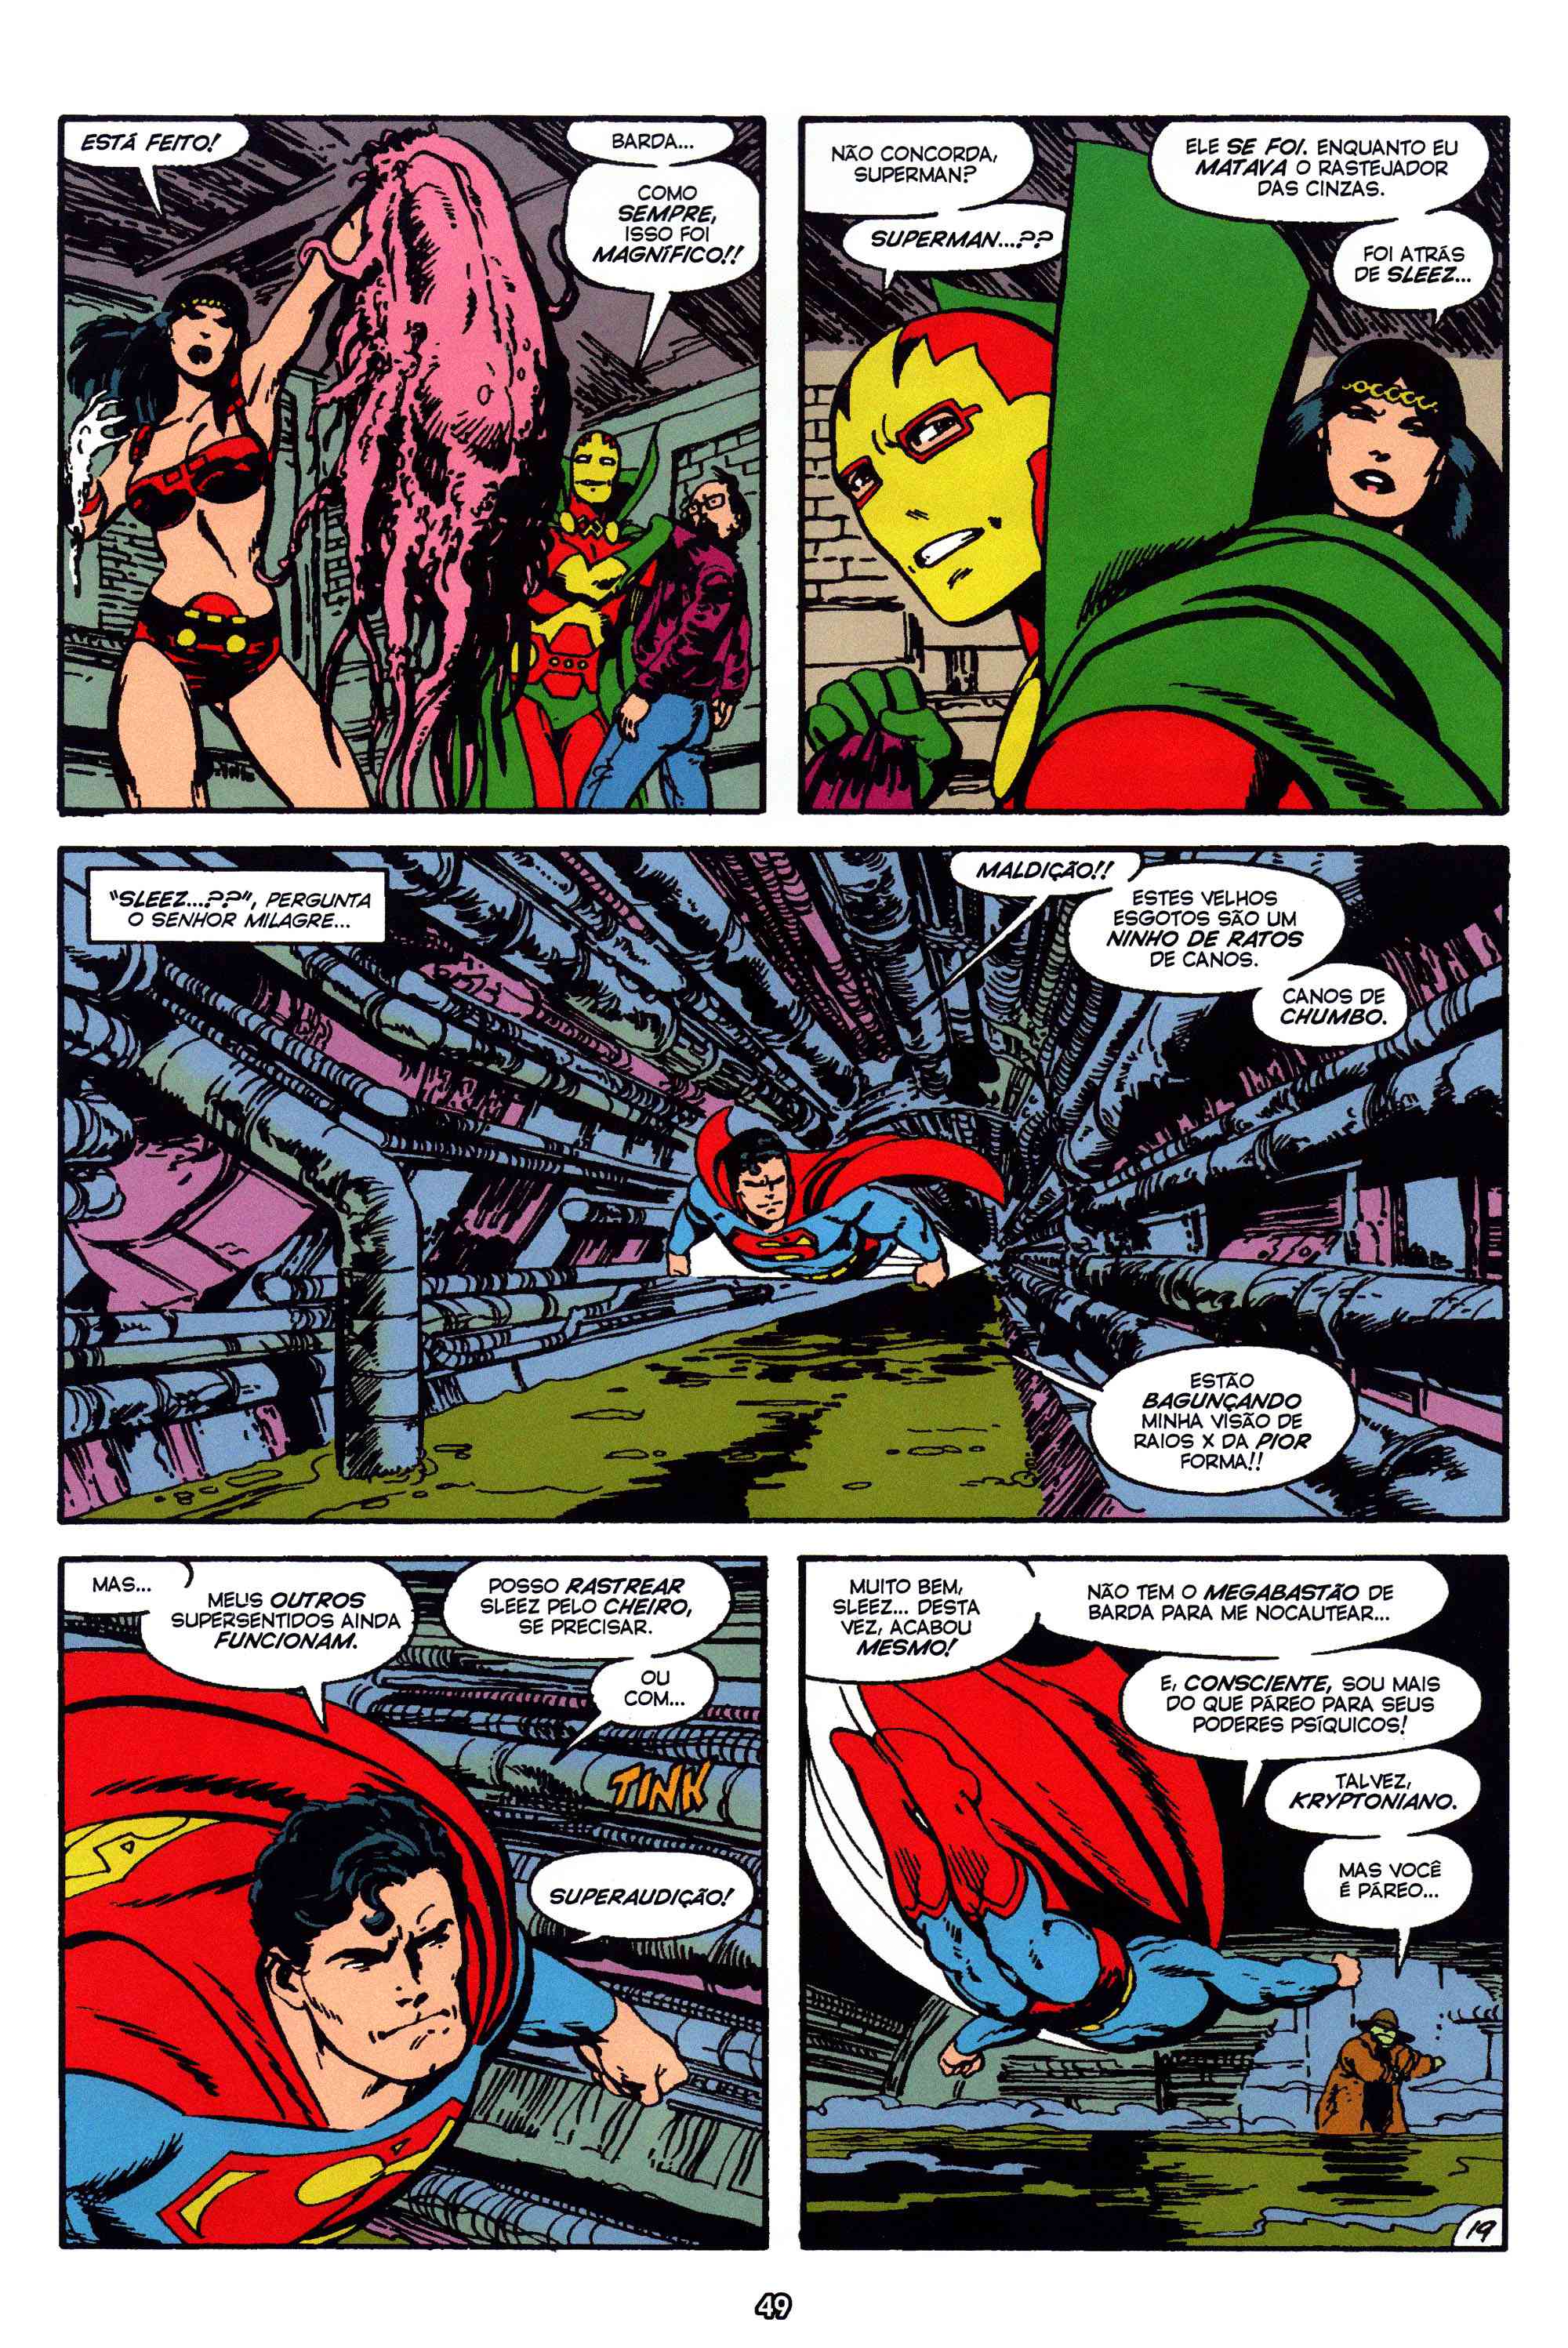 ESTÁ FEITO!
BARDA...
COMO
SEMPRE,
ISSO FOI
MAGNÍFICO!!
NÃO CONCORDA,
SUPERMAN?
SUPERMAN...??
ELE SE FOI. ENQUANTO EU
MATAVA O RASTEJADOR
DAS CINZAS.
FOI ATRÁS
DE SLEEZ...
"SLEEZ...??", PERGUNTA
O SENHOR MILAGRE...
MALDIÇÃO!!
ESTES VELHOS
ESGOTOS SÃO UM
NINHO DE RATOS
DE CANOS.
CANOS DE
CHUMBO.
ESTÃO
BAGUNÇANDO
MINHA VISÃO DE
RAIOS X DA PIOR
FORMA!!
MAS...
MEUS OUTROS
SUPERSENTIDOS AINDA
FUNCIONAM.
POSSO RASTREAR
SLEEZ PELO CHEIRO,
SE PRECISAR.
OU
COM...
TINK
SUPERAUDIÇÃO!
MUITO BEM,
SLEEZ... DESTA
VEZ, ACABOU
MESMO!
NÃO TEM O MEGABASTÃO DE
BARDA PARA ME NOCAUTEAR...
E, CONSCIENTE, SOU MAIS
DO QUE PÁREO PARA SEUS
PODERES PSÍQUICOS!
TALVEZ,
KRYPTONIANO.
MAS VOCÊ
É PÁREO...
19
49